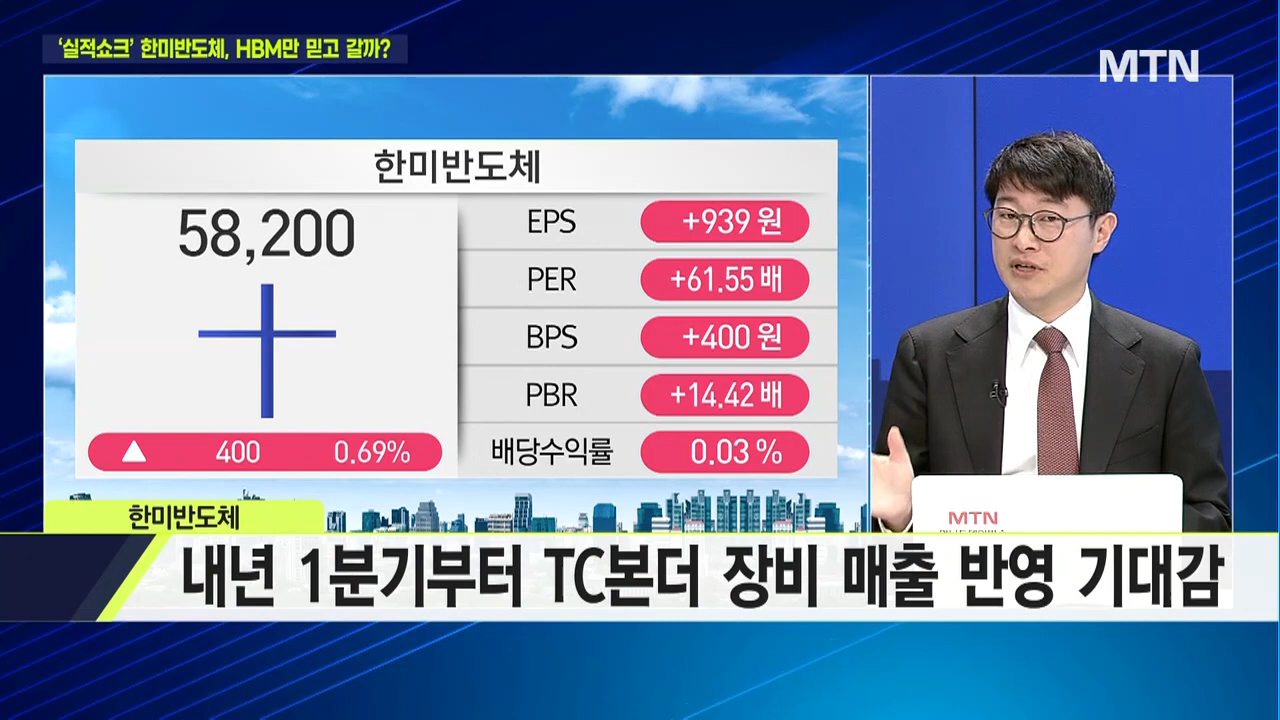 ‘실적쇼크’ 한미반도체, HBM만 믿고 갈까?
MTN
한미반도체
58,200
▲ 400 0.69%
EPS +939 원
PER +61.55 배
BPS +400 원
PBR +14.42 배
배당수익률 0.03 %
MTN
한미반도체
내년 1분기부터 TC본더 장비 매출 반영 기대감